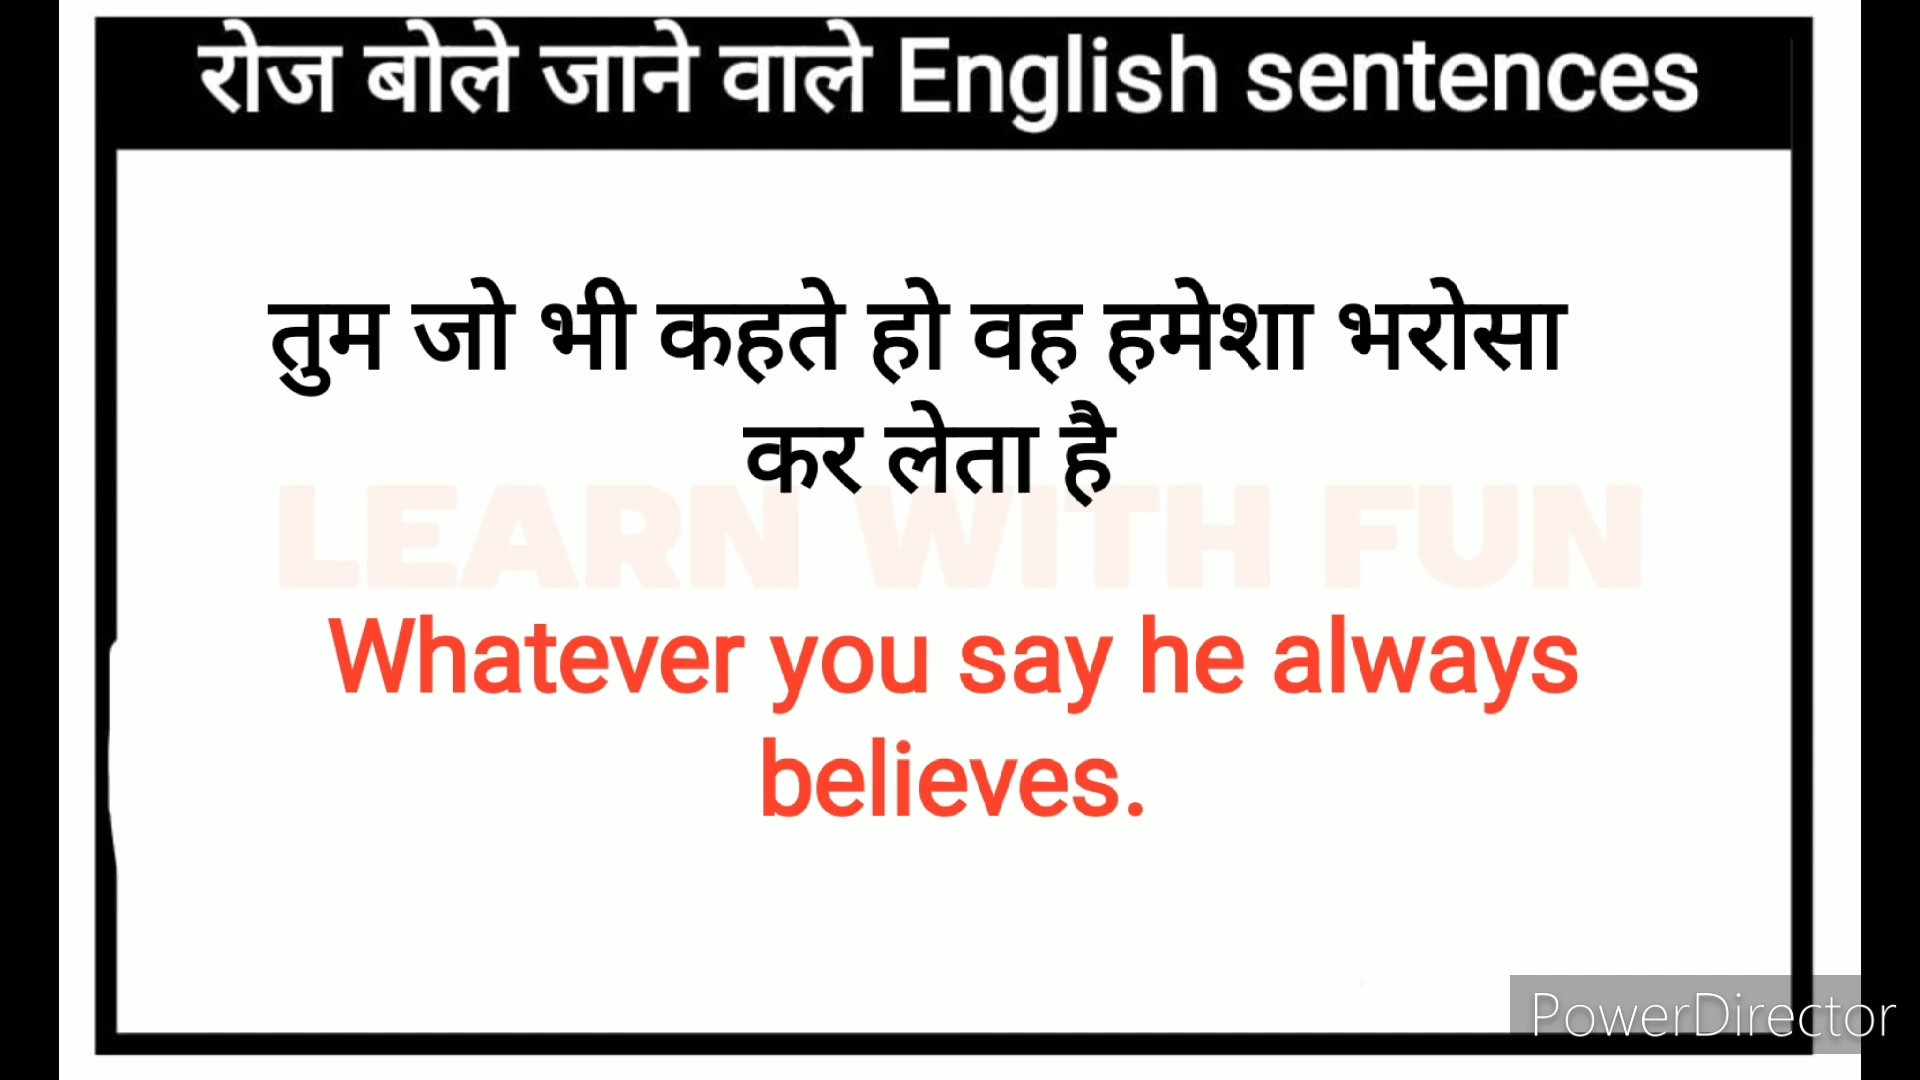 रोज बोले जाने वाले English sentences
तुम जो भी कहते हो वह हमेशा भरोसा
कर लेता है
LEARN WITH FUN
Whatever you say he always
believes.
PowerDirector